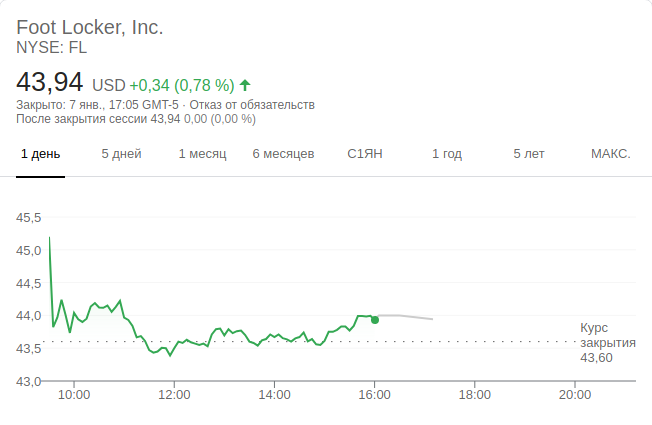 Foot Locker, Inc.
NYSE: FL
43,94 USD +0,34 (0,78 %)
Закрыто: 7 янв., 17:05 GMT-5 · Отказ от обязательств
После закрытия сессии 43,94 0,00 (0,00 %)
1 день 5 дней 1 месяц 6 месяцев С1ЯН 1 год 5 лет МАКС.
45,5
45,0
44,5
44,0
43,5
43,0
Курс
закрытия
43,60
10:00 12:00 14:00 16:00 18:00 20:00